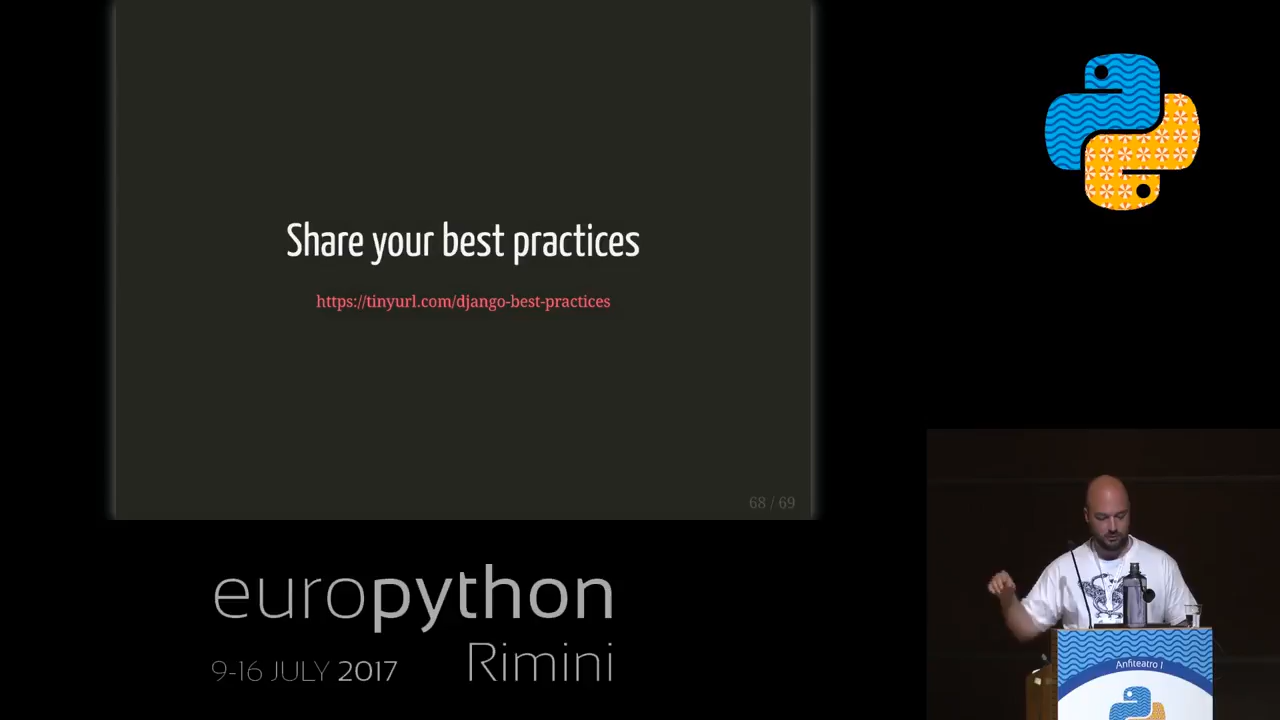 Share your best practices
https://tinyurl.com/django-best-practices
68 / 69
europython
9-16 JULY 2017
Rimini
Anfiteatro I